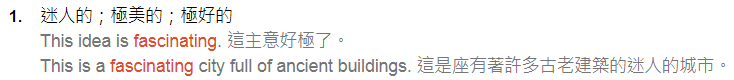 1. 迷人的；極美的；極好的
This idea is fascinating. 這主意好極了。
This is a fascinating city full of ancient buildings. 這是座有著許多古老建築的迷人的城市。